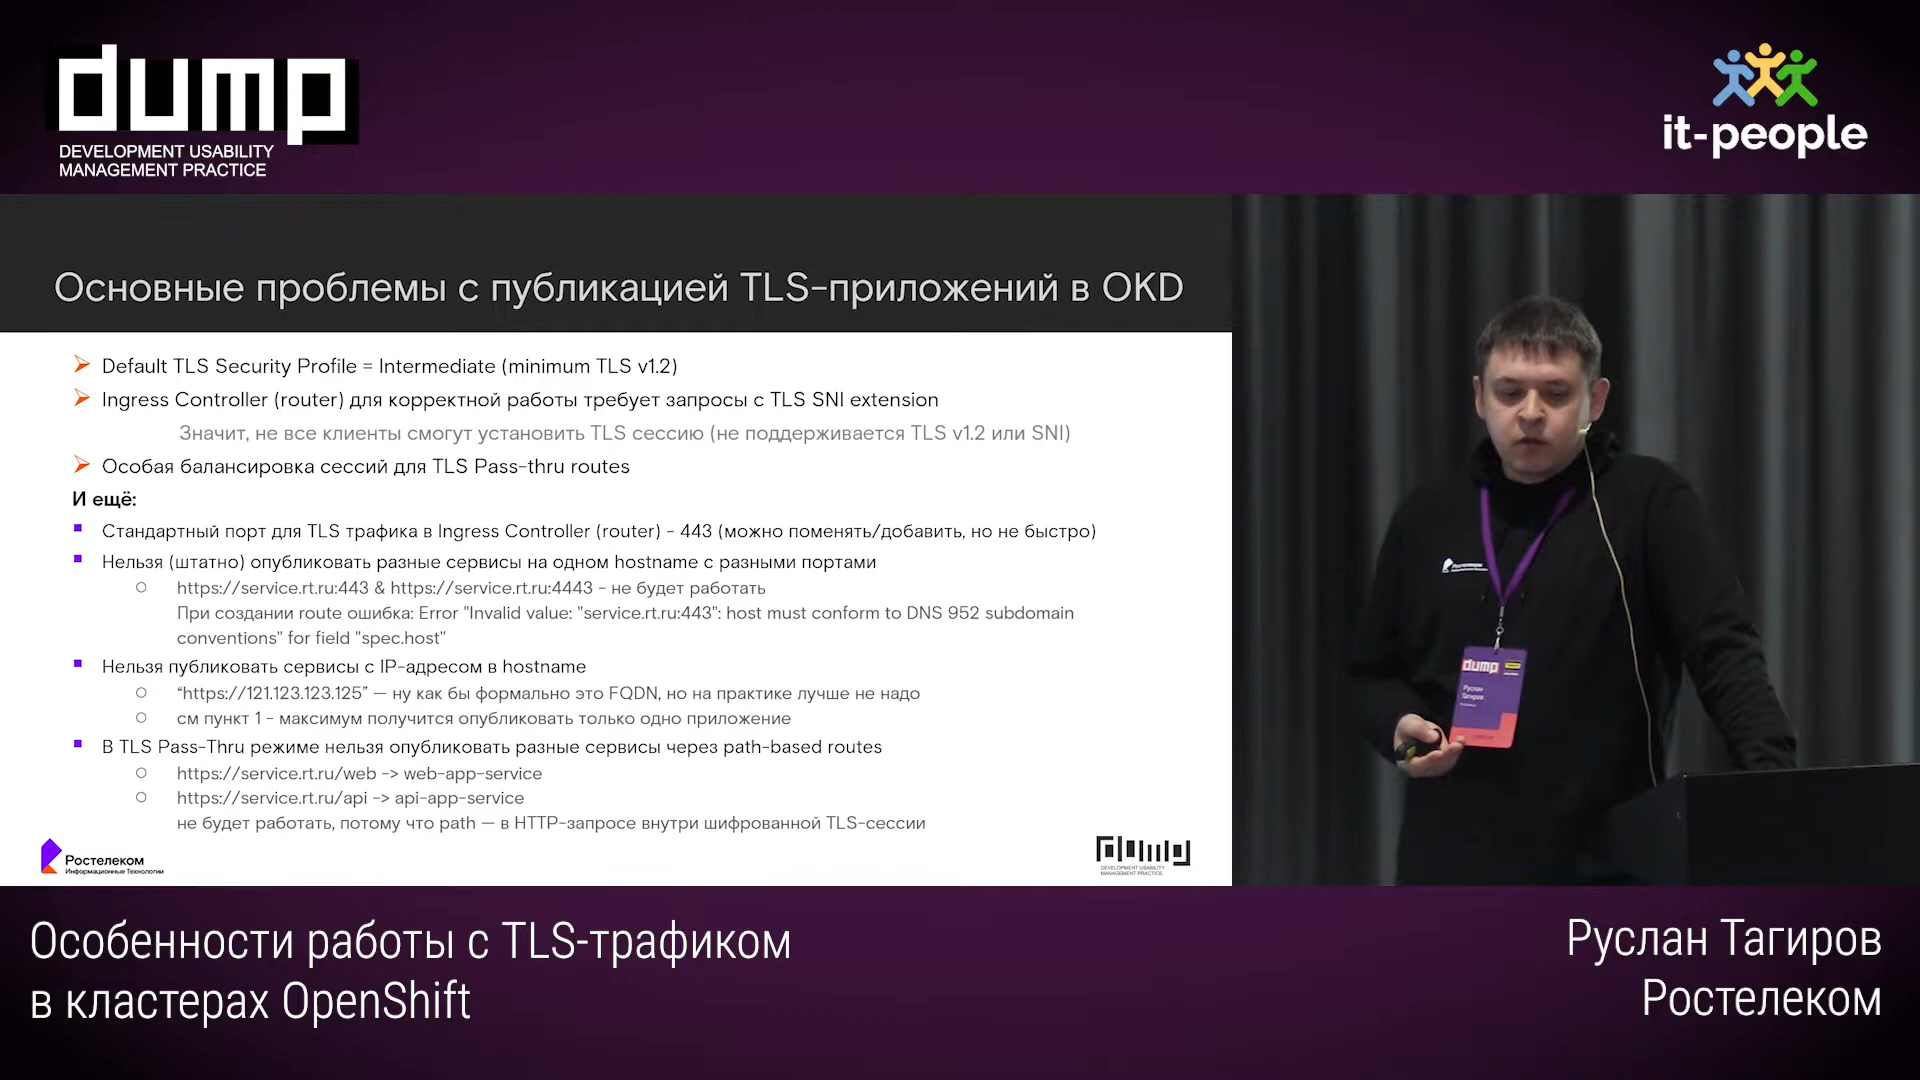 dump
DEVELOPMENT USABILITY
MANAGEMENT PRACTICE
it-people
Основные проблемы с публикацией TLS-приложений в OKD
Default TLS Security Profile = Intermediate (minimum TLS v1.2)
Ingress Controller (router) для корректной работы требует запросы с TLS SNI extension
Значит, не все клиенты смогут установить TLS сессию (не поддерживается TLS v1.2 или SNI)
Особая балансировка сессий для TLS Pass-thru routes
И ещё:
Стандартный порт для TLS трафика в Ingress Controller (router) - 443 (можно поменять/добавить, но не быстро)
Нельзя (штатно) опубликовать разные сервисы на одном hostname с разными портами
https://service.rt.ru:443 & https://service.rt.ru:4443 - не будет работать
При создании route ошибка: Error "Invalid value: "service.rt.ru:443": host must conform to DNS 952 subdomain
conventions" for field "spec.host"
Нельзя публиковать сервисы с IP-адресом в hostname
“https://121.123.123.125” — ну как бы формально это FQDN, но на практике лучше не надо
см пункт 1 - максимум получится опубликовать только одно приложение
В TLS Pass-Thru режиме нельзя опубликовать разные сервисы через path-based routes
https://service.rt.ru/web -> web-app-service
https://service.rt.ru/api -> api-app-service
не будет работать, потому что path — в HTTP-запросе внутри шифрованной TLS-сессии
Ростелеком
Информационные Технологии
dump
DEVELOPMENT USABILITY
MANAGEMENT PRACTICE
Ростелеком
dump
Руслан
Тагиров
Особенности работы с TLS-трафиком
в кластерах OpenShift
Руслан Тагиров
Ростелеком